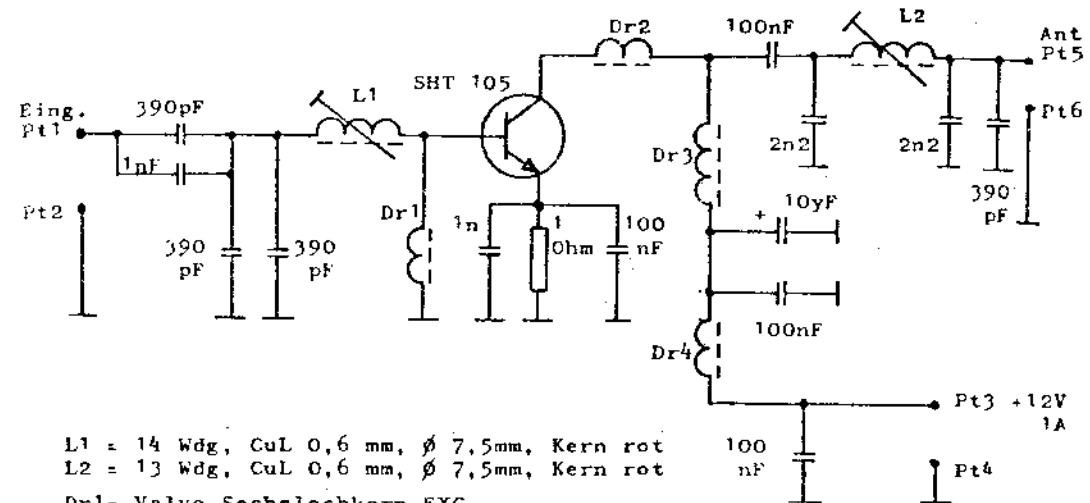 Dr2
100nF
L2
Ant
Pt5
SHT 105
L1
Eing.
Pt1
390pF
Pt6
1nF
2n2
2n2
Dr3
Pt2
Dr1
1n
1
Ohm
100
nF
10yF
+
390
pF
390
pF
390
pF
100nF
Dr4
Pt3 +12V
1A
L1 = 14 Wdg, CuL 0,6 mm, Ø 7,5mm, Kern rot
L2 = 13 Wdg, CuL 0,6 mm, Ø 7,5mm, Kern rot
100
nF
Pt4